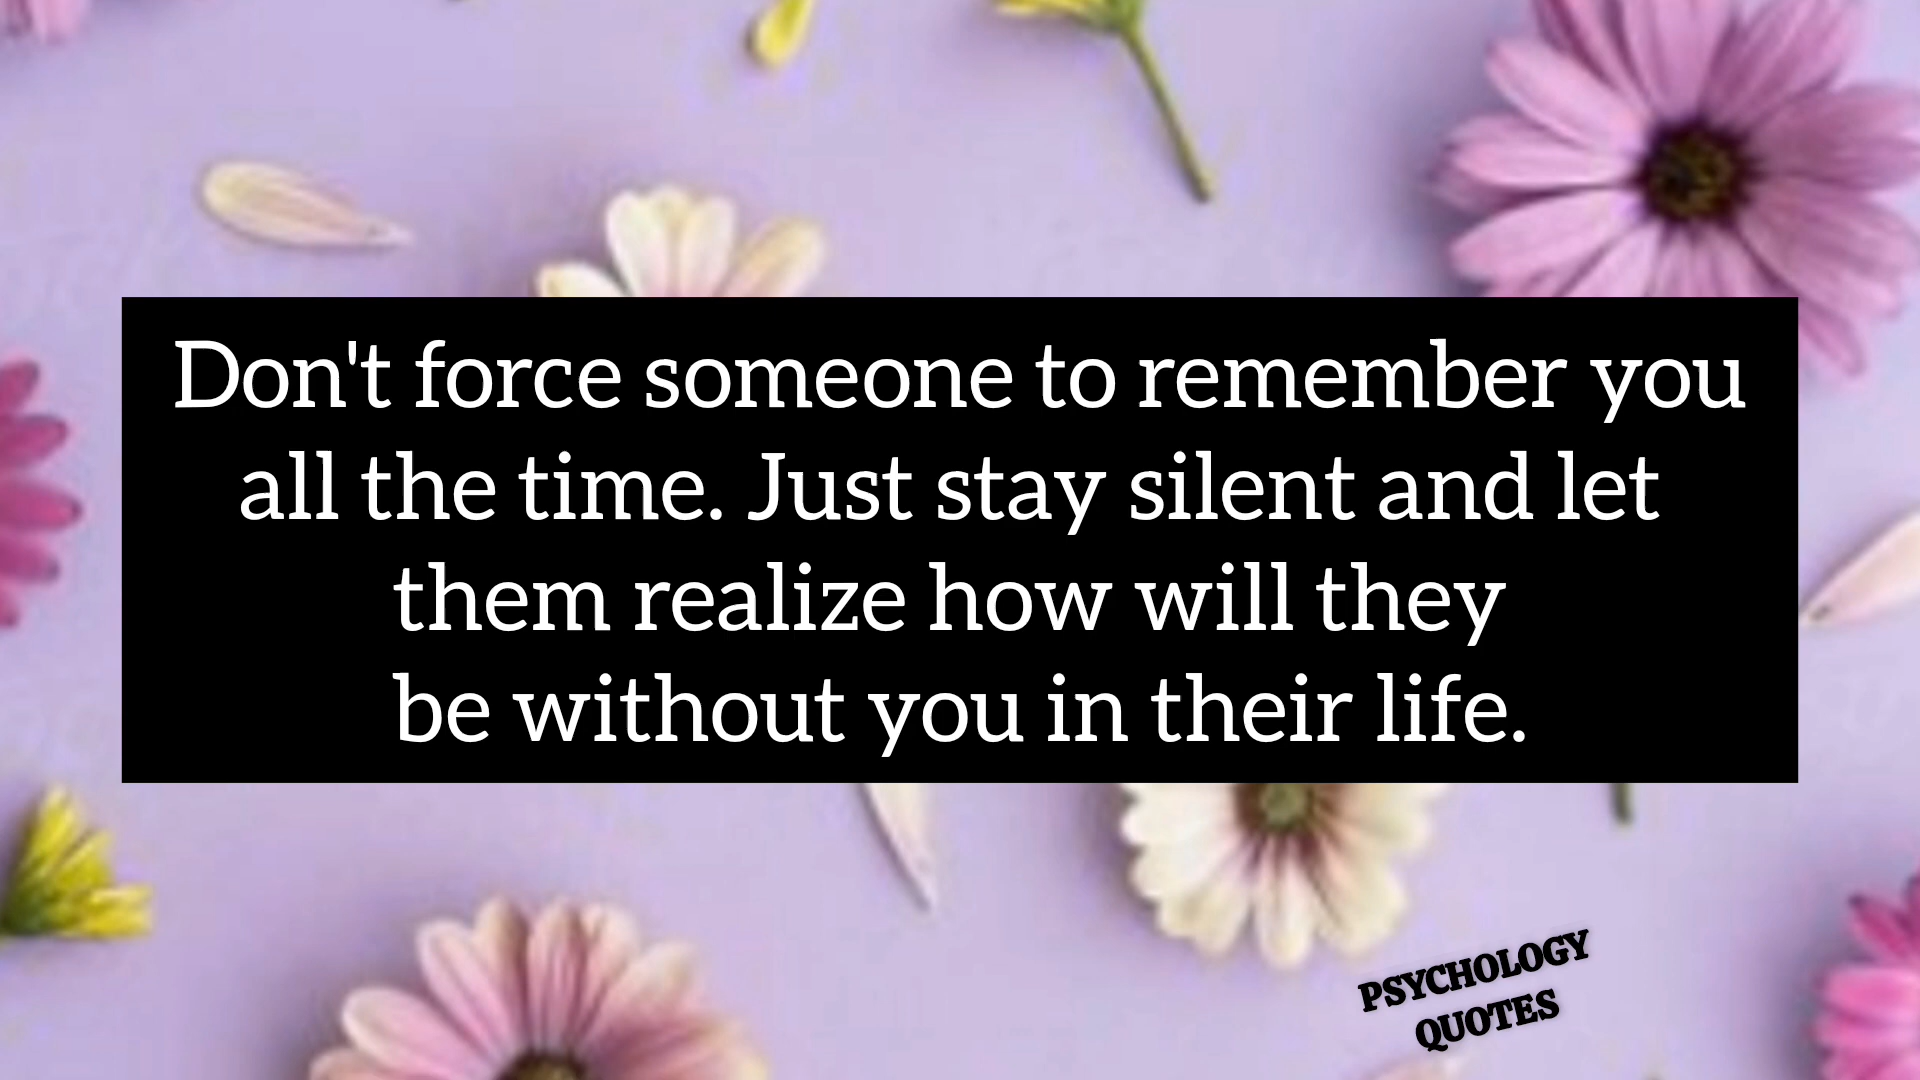 Don't force someone to remember you
all the time. Just stay silent and let
them realize how will they
be without you in their life.
PSYCHOLOGY
QUOTES